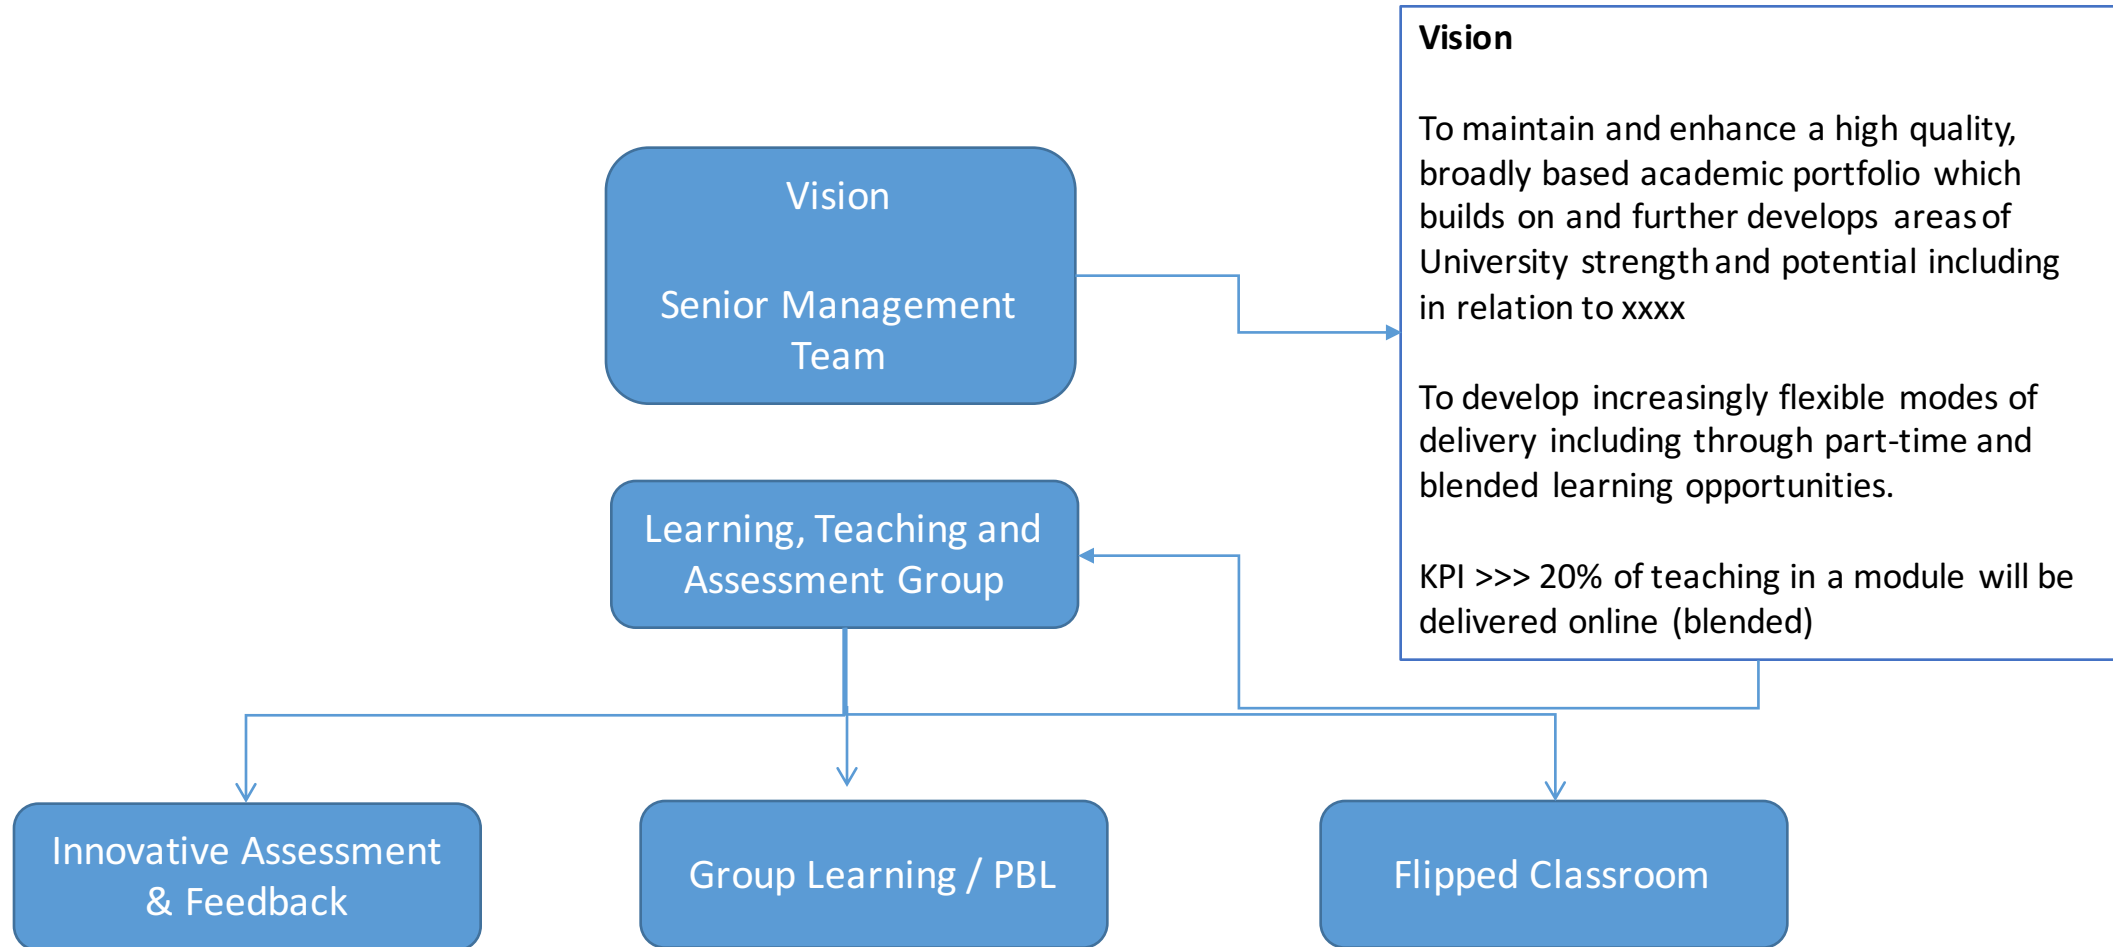 Vision
Senior Management
Team
Vision
To maintain and enhance a high quality,
broadly based academic portfolio which
builds on and further develops areas of
University strength and potential including
in relation to xxxx
To develop increasingly flexible modes of
delivery including through part-time and
blended learning opportunities.
KPI >>> 20% of teaching in a module will be
delivered online (blended)
Learning, Teaching and
Assessment Group
Innovative Assessment
& Feedback
Group Learning / PBL
Flipped Classroom